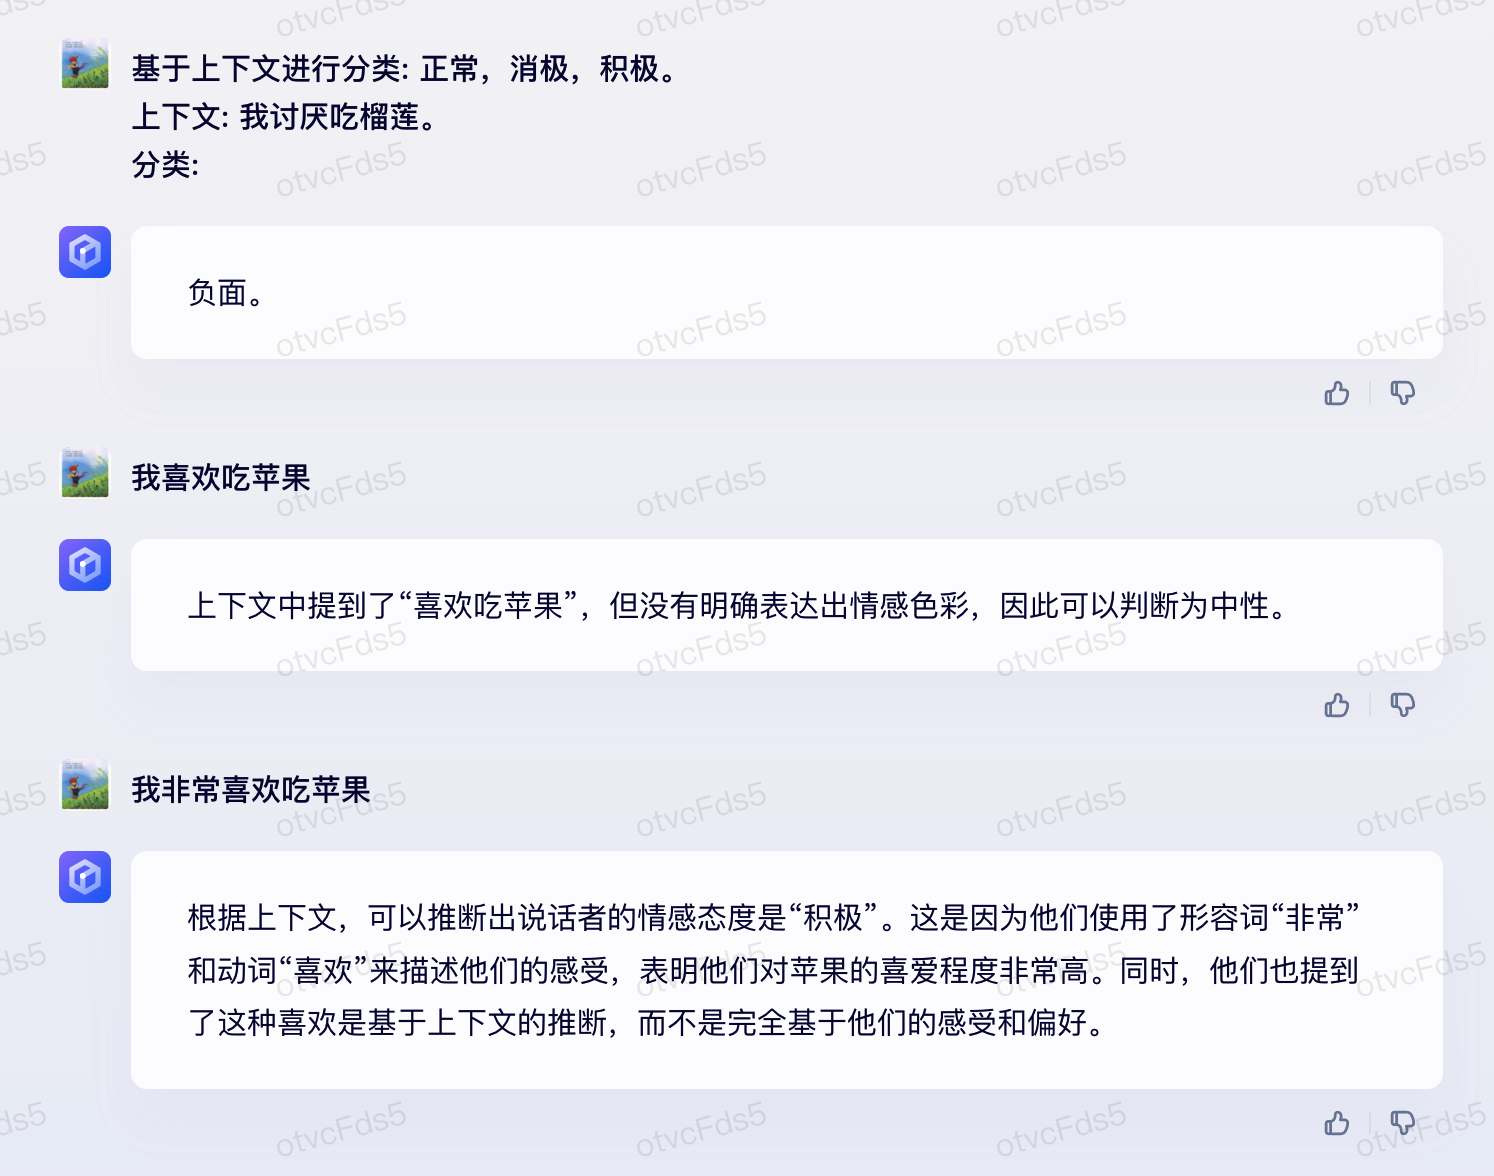 基于上下文进行分类: 正常，消极，积极。
上下文: 我讨厌吃榴莲。
分类:
负面。
我喜欢吃苹果
上下文中提到了“喜欢吃苹果”，但没有明确表达出情感色彩，因此可以判断为中性。
我非常喜欢吃苹果
根据上下文，可以推断出说话者的情感态度是“积极”。这是因为他们使用了形容词“非常”
和动词“喜欢”来描述他们的感受，表明他们对苹果的喜爱程度非常高。同时，他们也提到
了这种喜欢是基于上下文的推断，而不是完全基于他们的感受和偏好。
otvcFds5